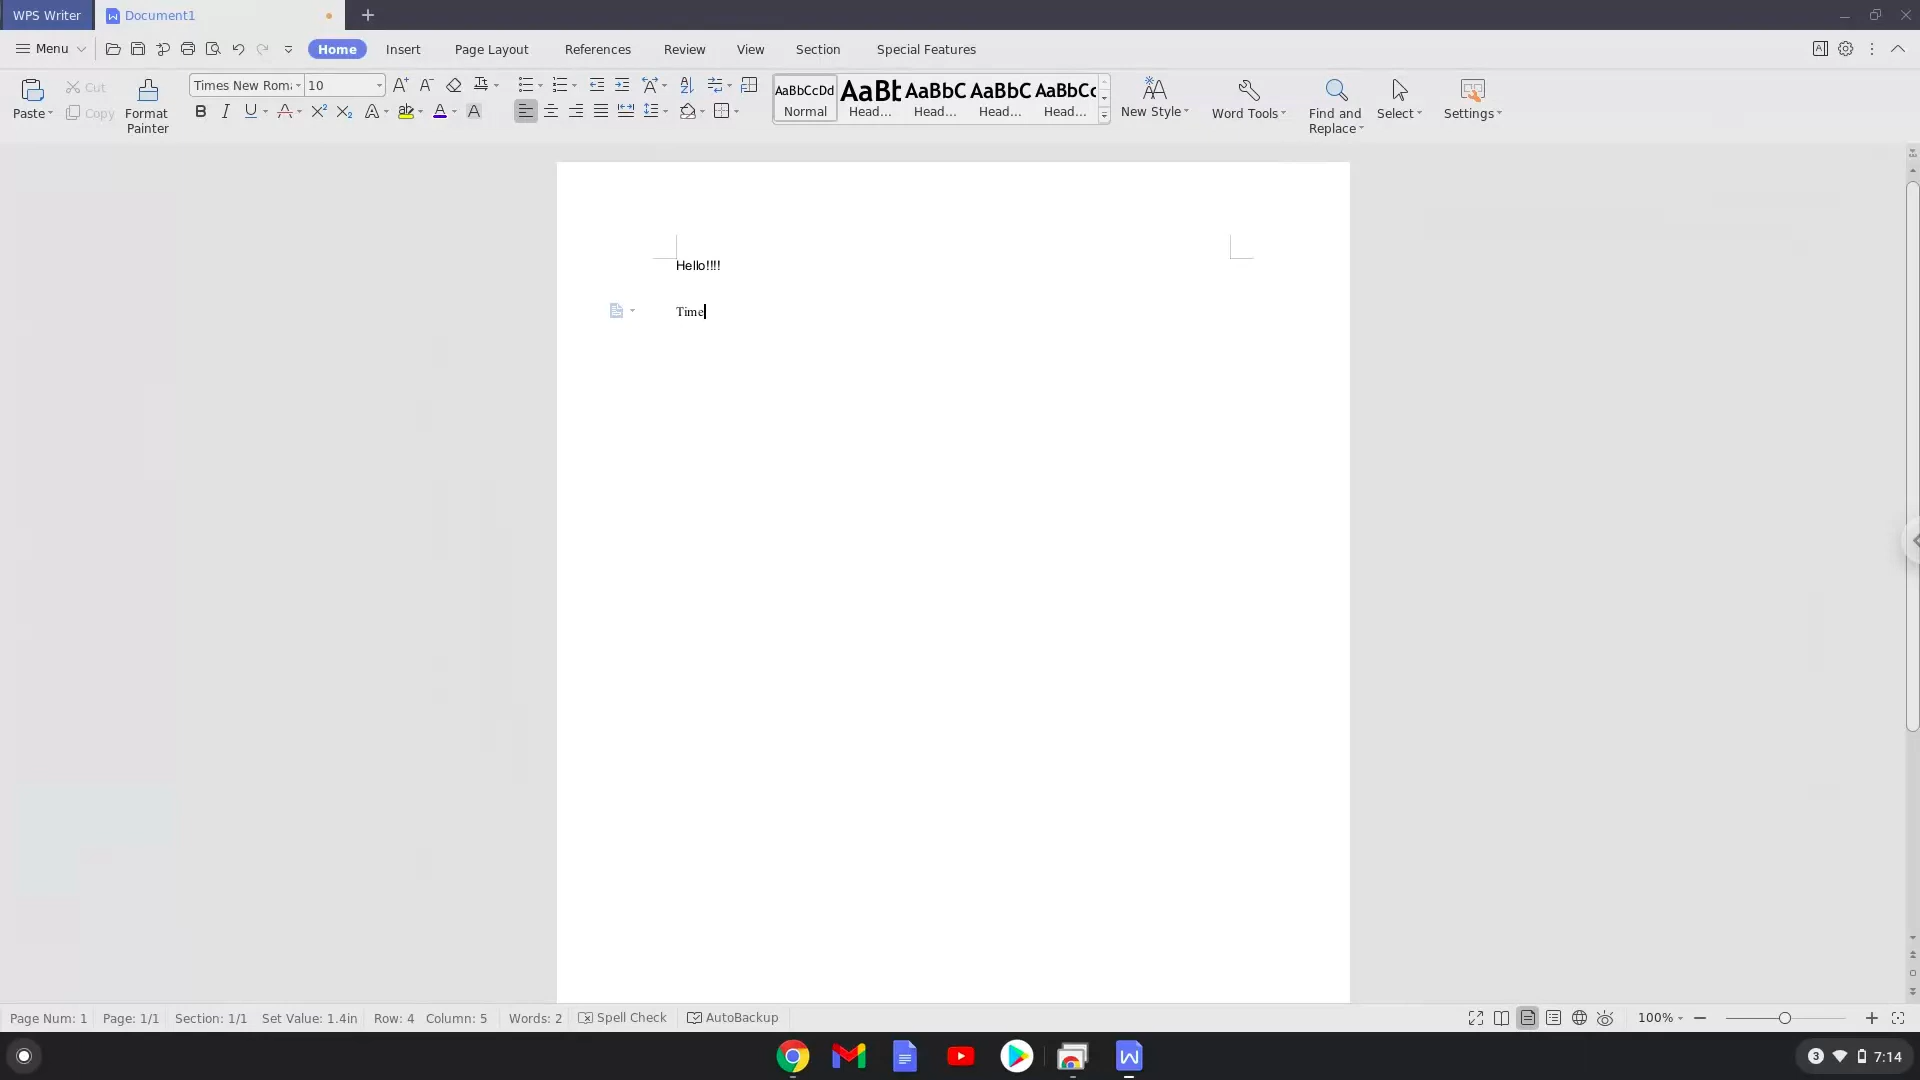 WPS Writer Document1
Menu Home Insert Page Layout References Review View Section Special Features
Cut Times New Rom 10 AaBbCcDd AaBb AaBbC AaBbC AaBbCc
Paste Copy Format Painter Normal Head... Head... Head... Head... New Style Word Tools Find and Replace Select Settings
Hello!!!!
Time
Page Num: 1 Page: 1/1 Section: 1/1 Set Value: 1.4in Row: 4 Column: 5 Words: 2 Spell Check AutoBackup 100%
3 7:14